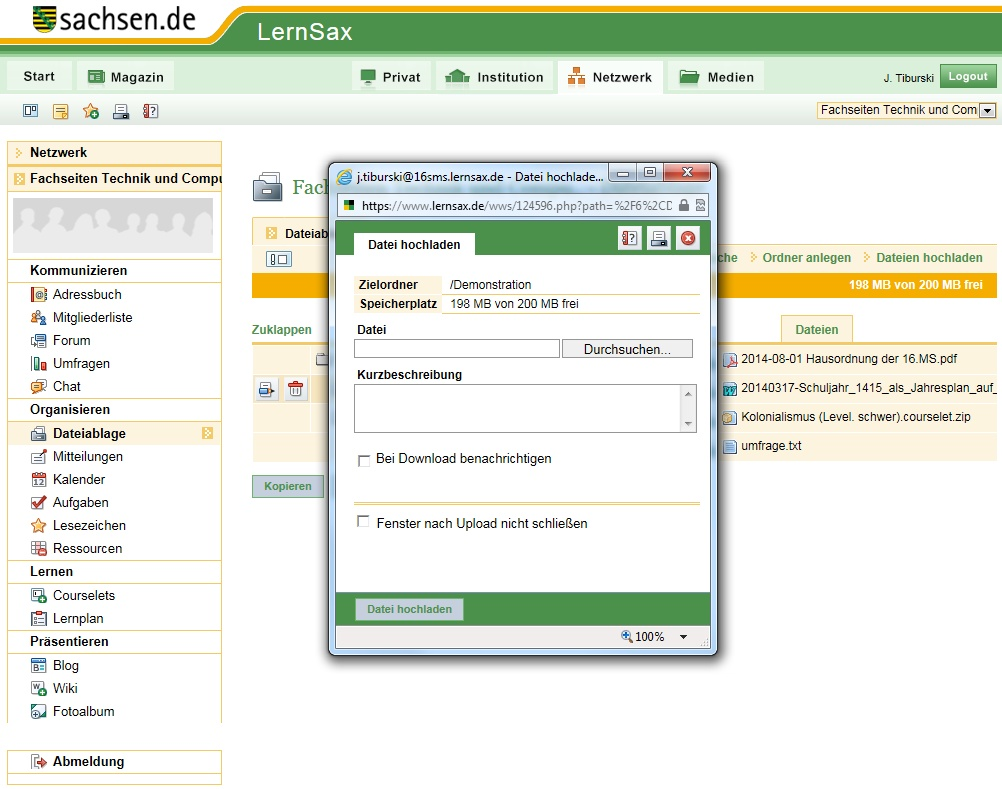 sachsen.de
LernSax
Start
Magazin
Privat
Institution
Netzwerk
Medien
J. Tiburski
Logout
Fachseiten Technik und Com
Netzwerk
Fachseiten Technik und Compu
Kommunizieren
Adressbuch
Mitgliederliste
Forum
Umfragen
Chat
Organisieren
Dateiablage
Mitteilungen
Kalender
Aufgaben
Lesezeichen
Ressourcen
Lernen
Courselets
Lernplan
Präsentieren
Blog
Wiki
Fotoalbum
Abmeldung
Fach
Dateiab
che
Ordner anlegen
Dateien hochladen
198 MB von 200 MB frei
Zuklappen
Dateien
2014-08-01 Hausordnung der 16.MS.pdf
20140317-Schuljahr_1415_als_Jahresplan_auf_
Kolonialismus (Level. schwer).courselet.zip
umfrage.txt
Kopieren
j.tiburski@16sms.lernsax.de - Datei hochlade...
https://www.lernsax.de/wws/124596.php?path=%2F6%2CD
Datei hochladen
Zielordner /Demonstration
Speicherplatz 198 MB von 200 MB frei
Datei
Durchsuchen...
Kurzbeschreibung
Bei Download benachrichtigen
Fenster nach Upload nicht schließen
Datei hochladen
100%